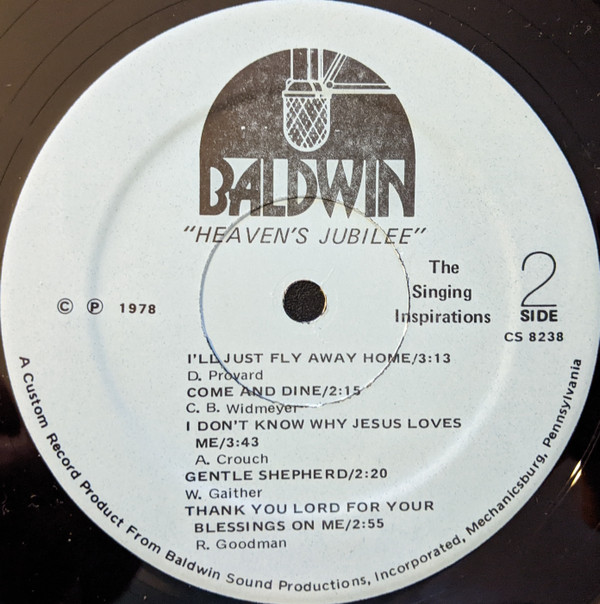 BALDWIN
"HEAVEN'S JUBILEE"
The
Singing
Inspirations
2
SIDE
CS 8238
© ℗ 1978
I'LL JUST FLY AWAY HOME/3:13
D. Provard
COME AND DINE/2:15
C. B. Widmeyer
I DON'T KNOW WHY JESUS LOVES
ME/3:43
A. Crouch
GENTLE SHEPHERD/2:20
W. Gaither
THANK YOU LORD FOR YOUR
BLESSINGS ON ME/2:55
R. Goodman
A Custom Record Product From Baldwin Sound Productions, Incorporated, Mechanicsburg, Pennsylvania